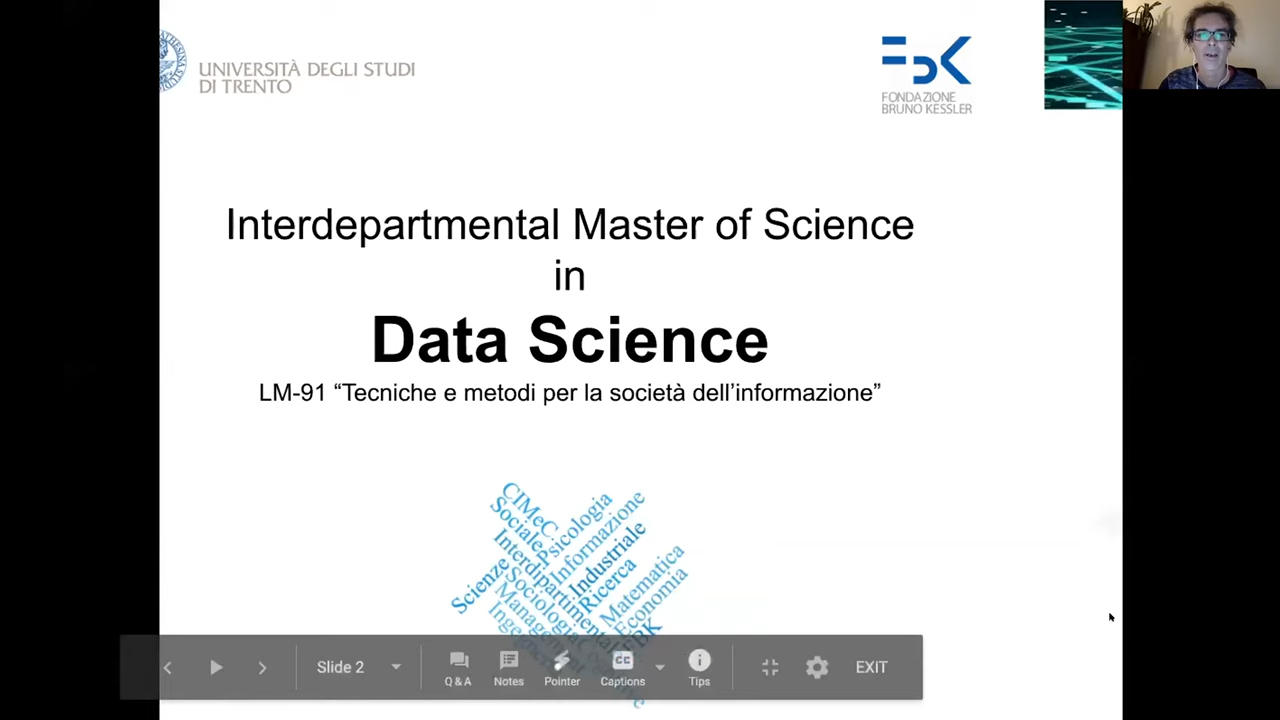 UNIVERSITÀ DEGLI STUDI
DI TRENTO
FONDAZIONE
BRUNO KESSLER
Interdepartmental Master of Science
in
Data Science
LM-91 “Tecniche e metodi per la società dell’informazione”
CIMeC
Sociale
Psicologia
Informazione
Interdipartimentale
Industriale
Scienze
Sociologia
Ricerca
Matematica
Management
Economia
FBK
Slide 2
Q & A
Notes
Pointer
Captions
Tips
EXIT